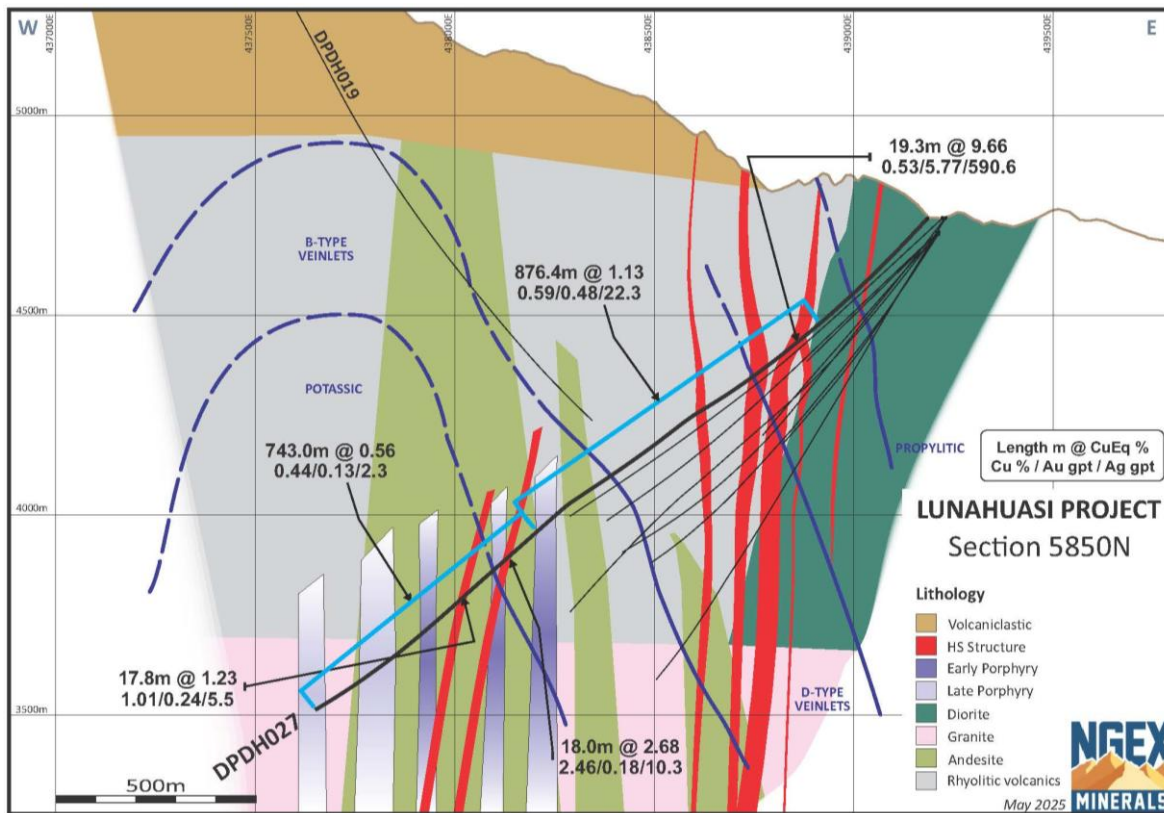 W
E
437000E
437500E
438000E
438500E
439000E
439500E
DPDH019
5000m
4500m
4000m
3500m
19.3m @ 9.66
0.53/5.77/590.6
B-TYPE
VEINLETS
876.4m @ 1.13
0.59/0.48/22.3
POTASSIC
743.0m @ 0.56
0.44/0.13/2.3
PROPYLITIC
Length m @ CuEq %
Cu % / Au gpt / Ag gpt
17.8m @ 1.23
1.01/0.24/5.5
DPDH027
18.0m @ 2.68
2.46/0.18/10.3
D-TYPE
VEINLETS
500m
LUNAHUASI PROJECT
Section 5850N
Lithology
Volcaniclastic
HS Structure
Early Porphyry
Late Porphyry
Diorite
Granite
Andesite
Rhyolitic volcanics
May 2025
NGEX
MINERALS